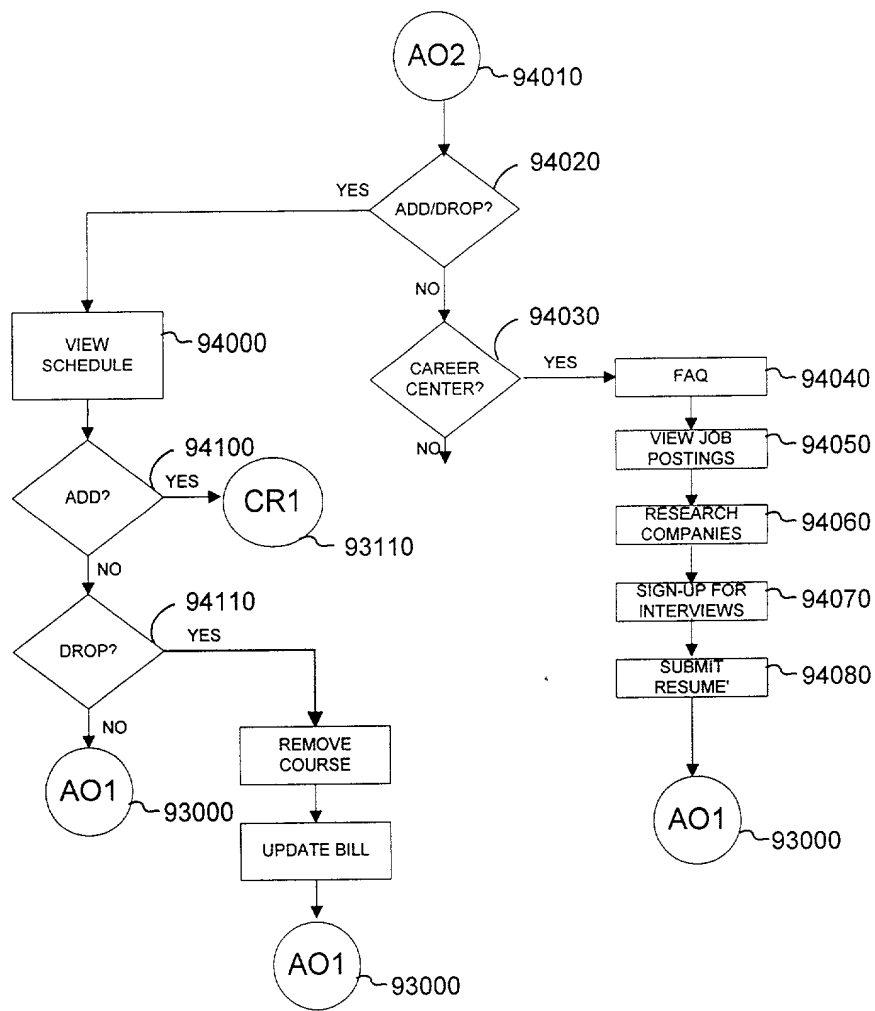 AO2
94010
94020
YES
ADD/DROP?
NO
94030
VIEW
SCHEDULE
94000
CAREER
CENTER?
YES
FAQ
94040
NO
VIEW JOB
POSTINGS
94050
94100
ADD?
YES
CR1
93110
RESEARCH
COMPANIES
94060
NO
94110
SIGN-UP FOR
INTERVIEWS
94070
DROP?
YES
SUBMIT
RESUME'
94080
NO
REMOVE
COURSE
AO1
93000
AO1
93000
UPDATE BILL
AO1
93000